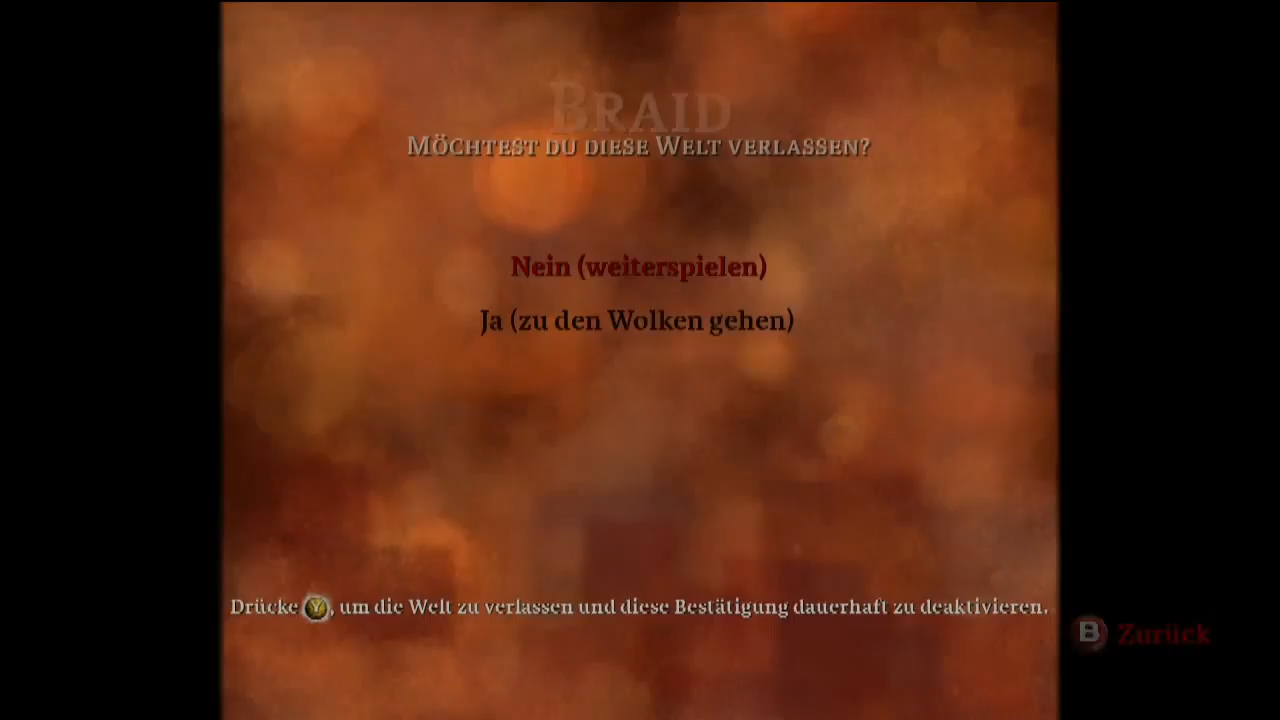 BRAID
MÖCHTEST DU DIESE WELT VERLASSEN?
Nein (weiterspielen)
Ja (zu den Wolken gehen)
Drücke Y, um die Welt zu verlassen und diese Bestätigung dauerhaft zu deaktivieren.
B Zurück